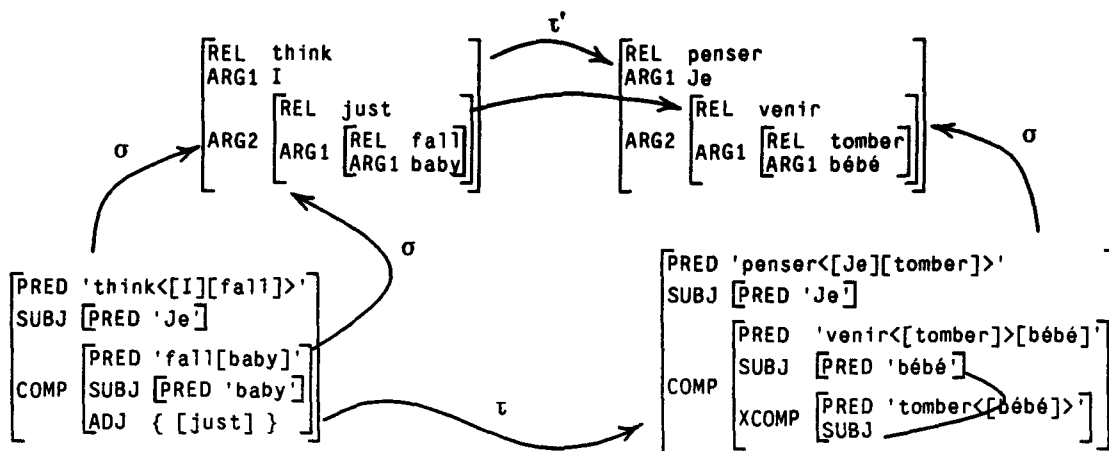 τ'
REL think
ARG1 I
ARG2
REL just
ARG1
REL fall
ARG1 baby
REL penser
ARG1 Je
ARG2
REL venir
ARG1
REL tomber
ARG1 bébé
σ
σ
σ
PRED 'think<[I][fall]>'
SUBJ [PRED 'Je']
COMP
PRED 'fall[baby]'
SUBJ [PRED 'baby']
ADJ { [just] }
τ
PRED 'penser<[Je][tomber]>'
SUBJ [PRED 'Je']
COMP
PRED 'venir<[tomber]>[bébé]'
SUBJ [PRED 'bébé']
XCOMP
PRED 'tomber<[bébé]>'
SUBJ